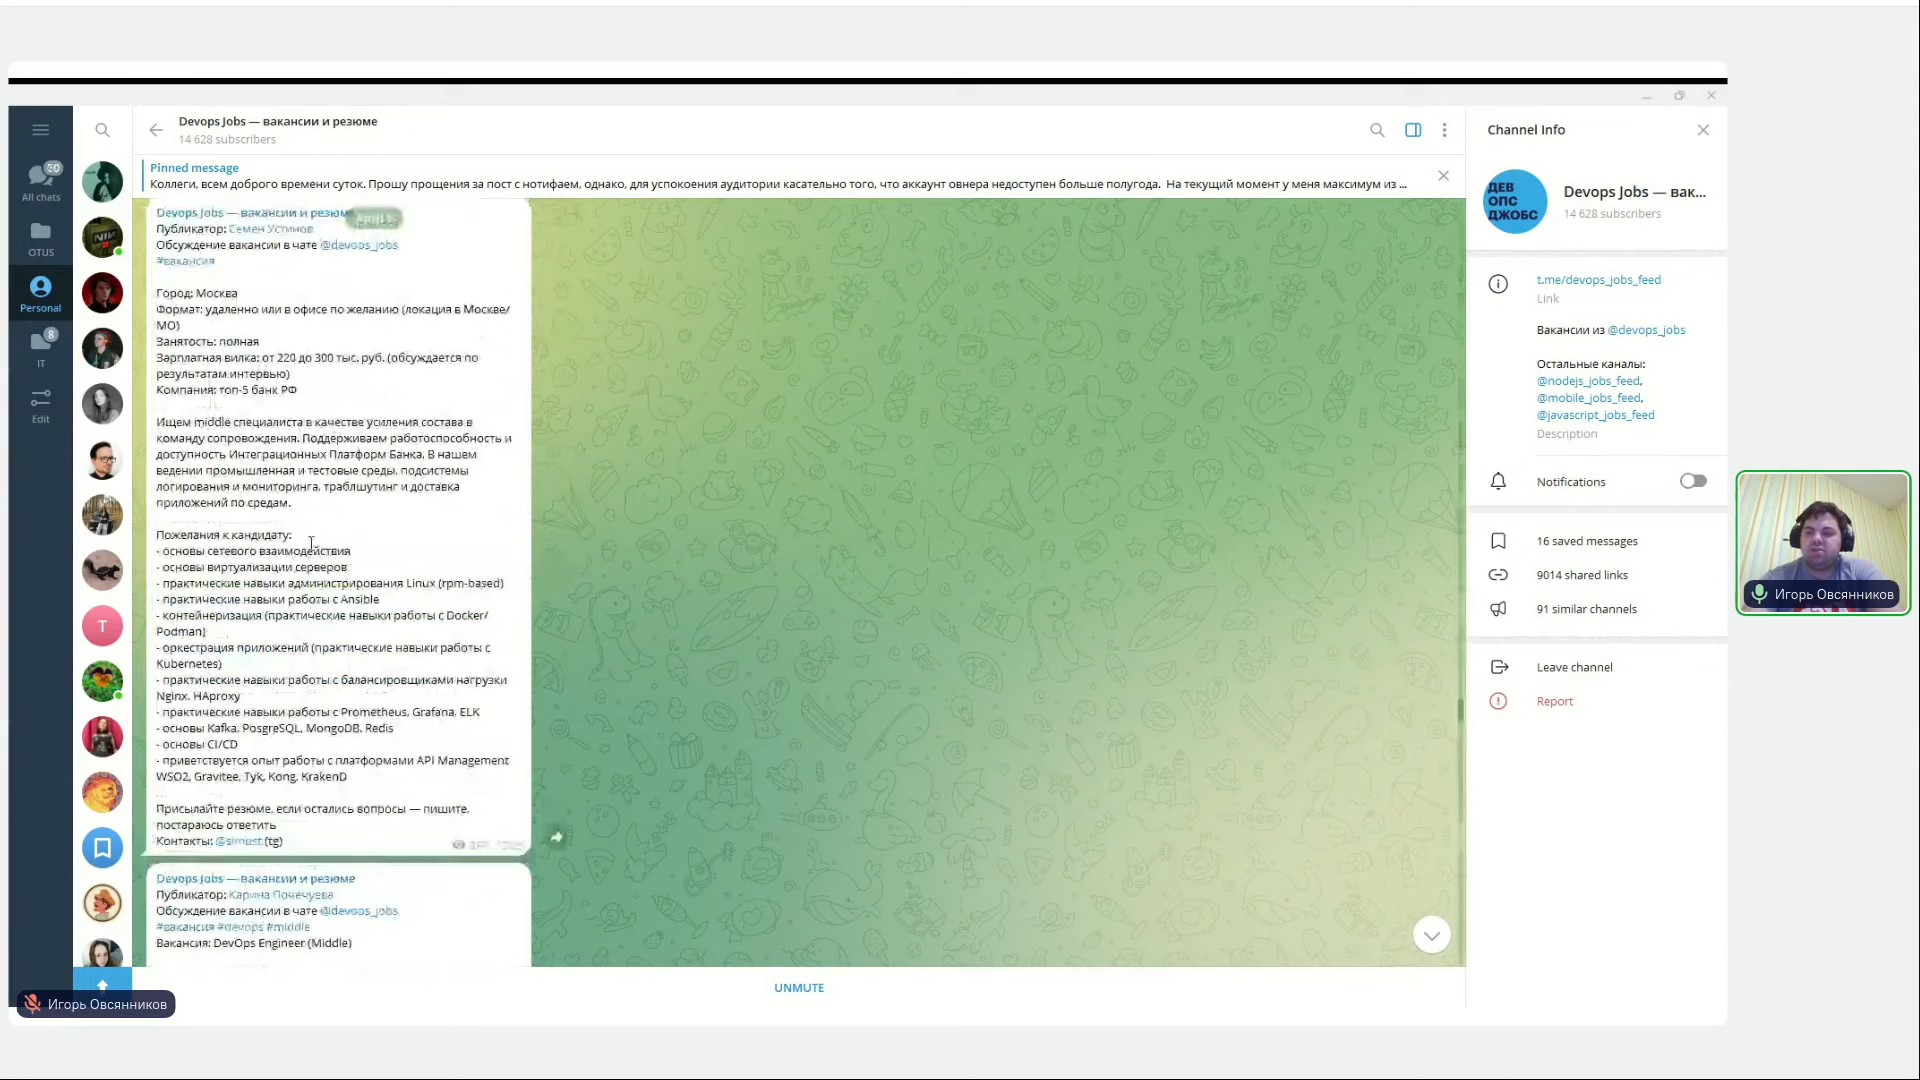 Devops Jobs — вакансии и резюме
14 628 subscribers
Pinned message
Коллеги, всем доброго времени суток. Прошу прощения за пост с нотифаем, однако, для успокоения аудитории касательно того, что аккаунт овнера недоступен больше полугода. На текущий момент у меня максимум из ...
20
All chats
OTUS
Personal
8
IT
Edit
T
Devops Jobs — вакансии и резюме
Публикатор: Семен Устинов
Обсуждение вакансии в чате @devops_jobs
#вакансия
Город: Москва
Формат: удаленно или в офисе по желанию (локация в Москве/
МО)
Занятость: полная
Зарплатная вилка: от 220 до 300 тыс. руб. (обсуждается по
результатам интервью)
Компания: топ-5 банк РФ
Ищем middle специалиста в качестве усиления состава в
команду сопровождения. Поддерживаем работоспособность и
доступность Интеграционных Платформ Банка. В нашем
ведении промышленная и тестовые среды, подсистемы
логирования и мониторинга, траблшутинг и доставка
приложений по средам.
Пожелания к кандидату:
- основы сетевого взаимодействия
- основы виртуализации серверов
- практические навыки администрирования Linux (rpm-based)
- практические навыки работы с Ansible
- контейнеризация (практические навыки работы с Docker/
Podman)
- оркестрация приложений (практические навыки работы с
Kubernetes)
- практические навыки работы с балансировщиками нагрузки
Nginx, HAproxy
- практические навыки работы с Prometheus, Grafana, ELK
- основы Kafka, PosgreSQL, MongoDB, Redis
- основы CI/CD
- приветствуется опыт работы с платформами API Management
WSO2, Gravitee, Tyk, Kong, KrakenD
Присылайте резюме, если остались вопросы — пишите,
постараюсь ответить
Контакты: @simust (tg)
Devops Jobs — вакансии и резюме
Публикатор: Карина Почечуева
Обсуждение вакансии в чате @devops_jobs
#вакансия #devops #middle
Вакансия: DevOps Engineer (Middle)
UNMUTE
Channel Info
ДЕВ
ОПС
ДЖОБС
Devops Jobs — вак...
14 628 subscribers
t.me/devops_jobs_feed
Link
Вакансии из @devops_jobs
Остальные каналы:
@nodejs_jobs_feed,
@mobile_jobs_feed,
@javascript_jobs_feed
Description
Notifications
16 saved messages
9014 shared links
91 similar channels
Leave channel
Report
Игорь Овсянников
Игорь Овсянников